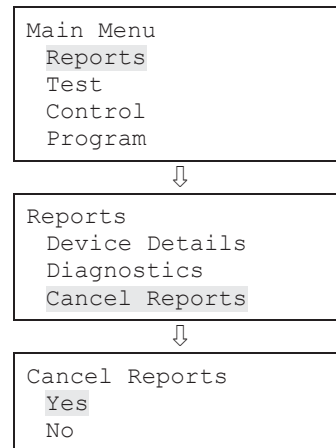 Main Menu
Reports
Test
Control
Program
⇩
Reports
Device Details
Diagnostics
Cancel Reports
⇩
Cancel Reports
Yes
No